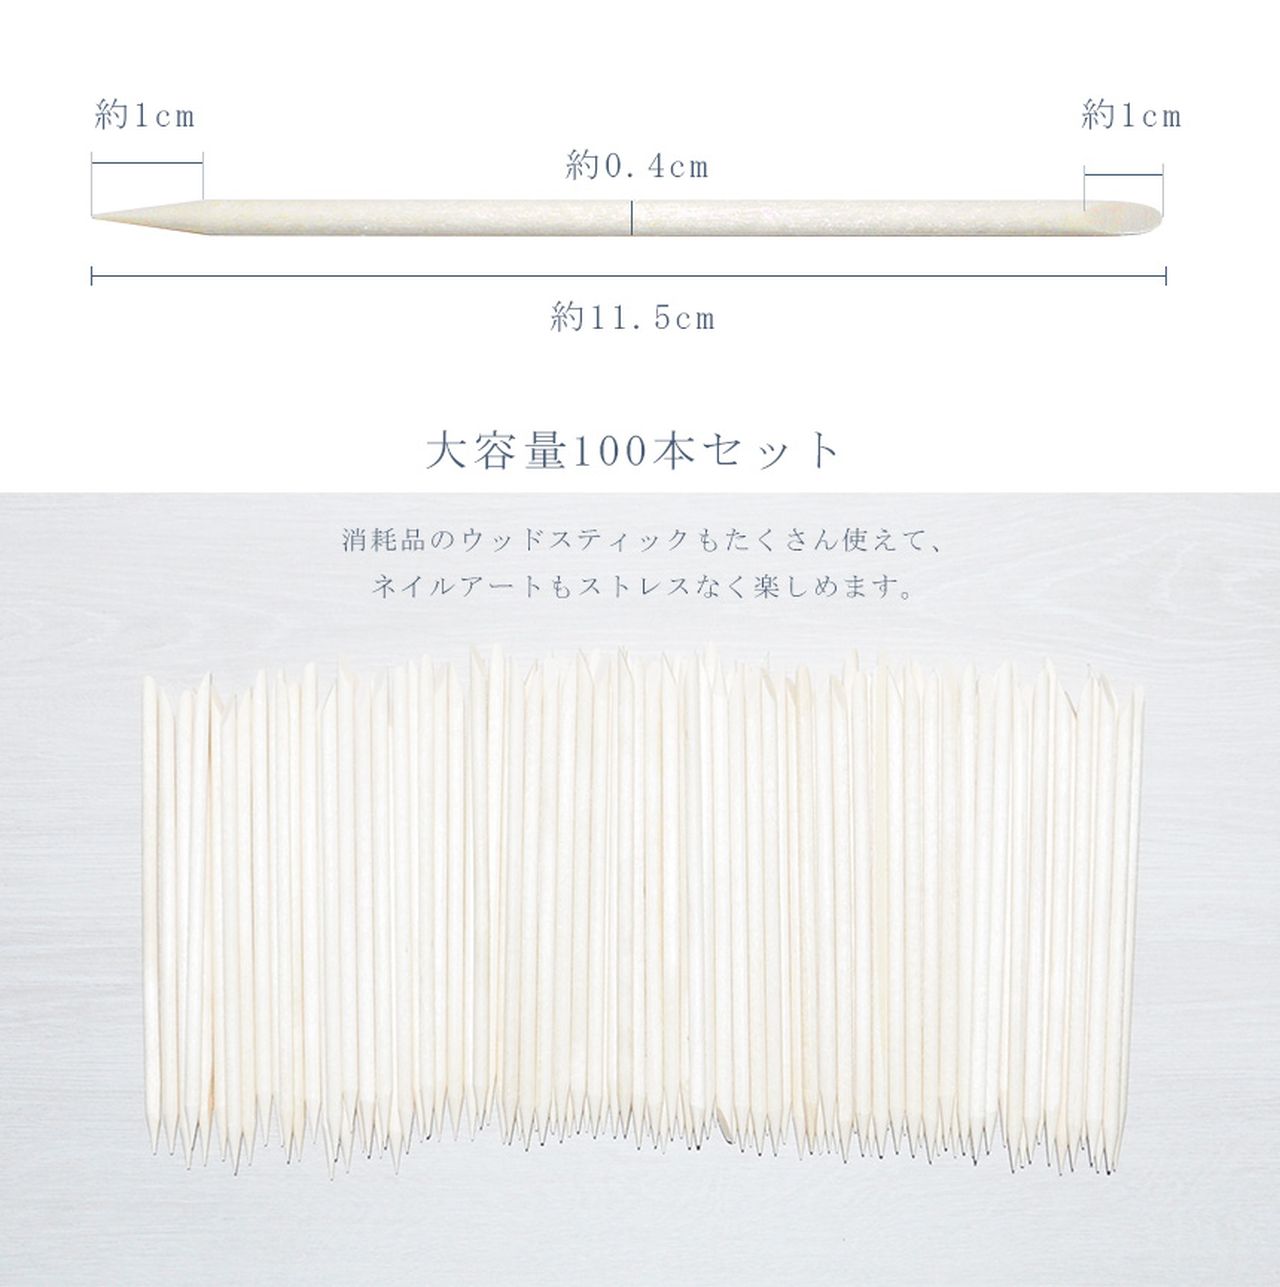 約1cm
約1cm
約0.4cm
約11.5cm
大容量100本セット
消耗品のウッドスティックもたくさん使えて、
ネイルアートもストレスなく楽しめます。